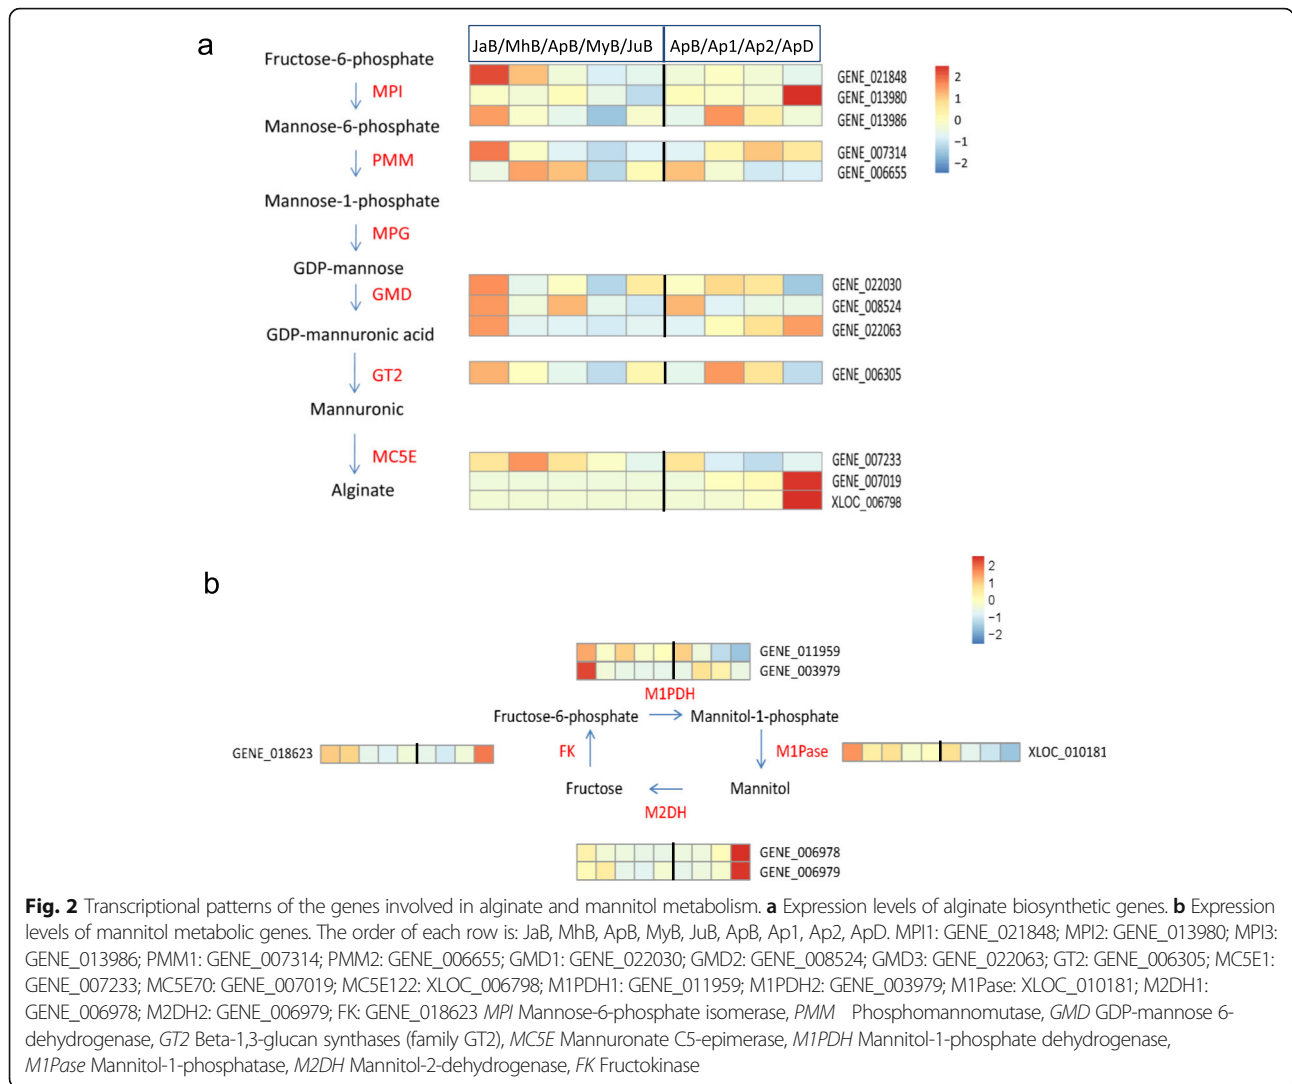 a
JaB/MhB/ApB/MyB/JuB
ApB/Ap1/Ap2/ApD
Fructose-6-phosphate
MPI
Mannose-6-phosphate
PMM
Mannose-1-phosphate
MPG
GDP-mannose
GMD
GDP-mannuronic acid
GT2
Mannuronic
MC5E
Alginate
GENE_021848
GENE_013980
GENE_013986
GENE_007314
GENE_006655
GENE_022030
GENE_008524
GENE_022063
GENE_006305
GENE_007233
GENE_007019
XLOC_006798
2
1
0
−1
−2
b
2
1
0
−1
−2
GENE_011959
GENE_003979
M1PDH
Fructose-6-phosphate
Mannitol-1-phosphate
GENE_018623
FK
M1Pase
XLOC_010181
Fructose
Mannitol
M2DH
GENE_006978
GENE_006979
Fig. 2 Transcriptional patterns of the genes involved in alginate and mannitol metabolism. a Expression levels of alginate biosynthetic genes. b Expression
levels of mannitol metabolic genes. The order of each row is: JaB, MhB, ApB, MyB, JuB, ApB, Ap1, Ap2, ApD. MPI1: GENE_021848; MPI2: GENE_013980; MPI3:
GENE_013986; PMM1: GENE_007314; PMM2: GENE_006655; GMD1: GENE_022030; GMD2: GENE_008524; GMD3: GENE_022063; GT2: GENE_006305; MC5E1:
GENE_007233; MC5E70: GENE_007019; MC5E122: XLOC_006798; M1PDH1: GENE_011959; M1PDH2: GENE_003979; M1Pase: XLOC_010181; M2DH1:
GENE_006978; M2DH2: GENE_006979; FK: GENE_018623 MPI Mannose-6-phosphate isomerase, PMM Phosphomannomutase, GMD GDP-mannose 6-
dehydrogenase, GT2 Beta-1,3-glucan synthases (family GT2), MC5E Mannuronate C5-epimerase, M1PDH Mannitol-1-phosphate dehydrogenase,
M1Pase Mannitol-1-phosphatase, M2DH Mannitol-2-dehydrogenase, FK Fructokinase